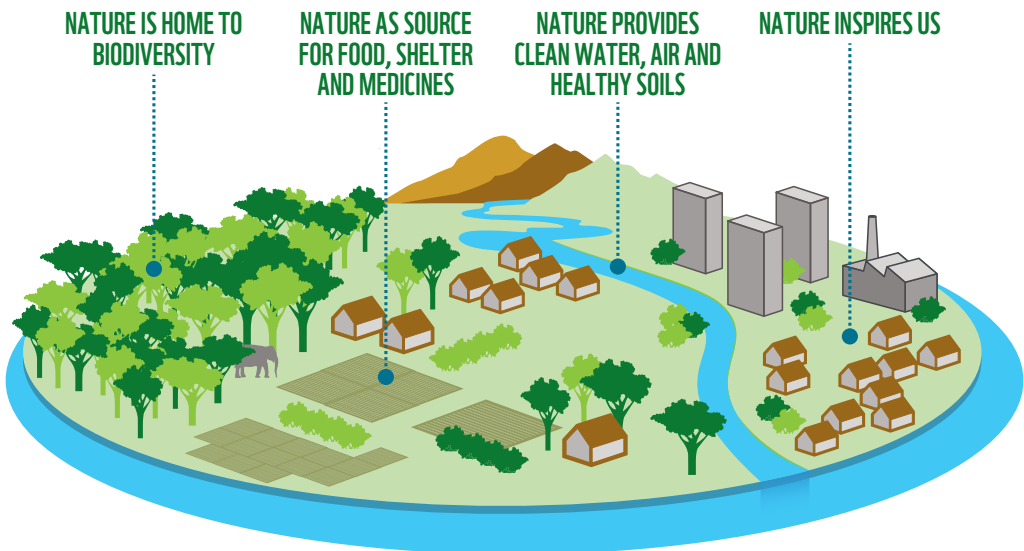 NATURE IS HOME TO
BIODIVERSITY
NATURE AS SOURCE
FOR FOOD, SHELTER
AND MEDICINES
NATURE PROVIDES
CLEAN WATER, AIR AND
HEALTHY SOILS
NATURE INSPIRES US